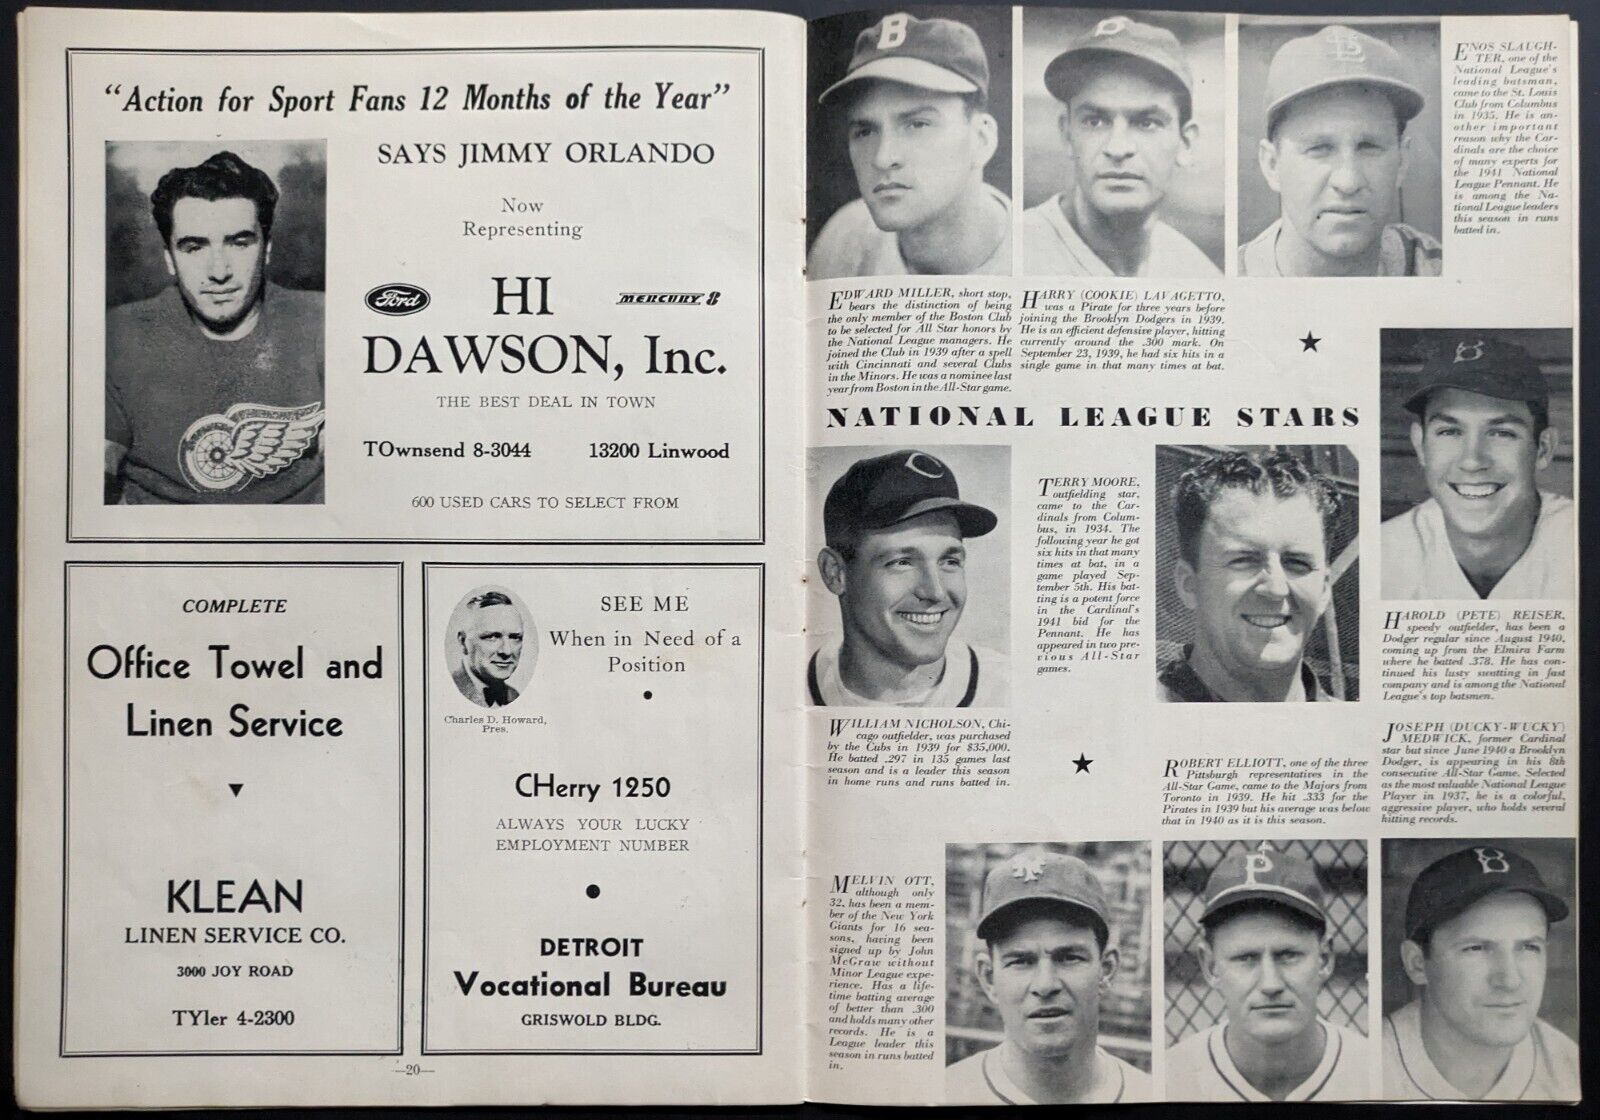 "Action for Sport Fans 12 Months of the Year"
SAYS JIMMY ORLANDO
Now
Representing
Ford
HI
MERCURY 8
DAWSON, Inc.
THE BEST DEAL IN TOWN
TOwnsend 8-3044 13200 Linwood
600 USED CARS TO SELECT FROM
COMPLETE
Office Towel and
Linen Service
KLEAN
LINEN SERVICE CO.
3000 JOY ROAD
TYler 4-2300
SEE ME
When in Need of a
Position
Charles D. Howard,
Pres.
CHerry 1250
ALWAYS YOUR LUCKY
EMPLOYMENT NUMBER
DETROIT
Vocational Bureau
GRISWOLD BLDG.
—20—
B
B
StL
ENOS SLAUGH-
TER, one of the
National League's
leading batsman,
came to the St. Louis
Club from Columbus
in 1935. He is an-
other important
reason why the Car-
dinals are the choice
of many experts for
the 1941 National
League Pennant. He
is among the Na-
tional League leaders
this season in runs
batted in.
EDWARD MILLER, short stop,
bears the distinction of being
the only member of the Boston Club
to be selected for All Star honors by
the National League managers. He
joined the Club in 1939 after a spell
with Cincinnati and several Clubs
in the Minors. He was a nominee last
year from Boston in the All-Star game.
HARRY (COOKIE) LAVAGETTO,
was a Pirate for three years before
joining the Brooklyn Dodgers in 1939.
He is an efficient defensive player, hitting
currently around the .300 mark. On
September 23, 1939, he had six hits in a
single game in that many times at bat.
NATIONAL LEAGUE STARS
C
TERRY MOORE,
outfielding star,
came to the Car-
dinals from Colum-
bus, in 1934. The
following year he got
six hits in that many
times at bat, in a
game played Sep-
tember 5th. His bat-
ting is a potent force
in the Cardinal's
1941 bid for the
Pennant. He has
appeared in two pre-
vious All-Star
games.
B
HAROLD (PETE) REISER,
speedy outfielder, has been a
Dodger regular since August 1940,
coming up from the Elmira Farm
where he batted .378. He has con-
tinued his lusty swatting in fast
company and is among the National
League's top batsmen.
WILLIAM NICHOLSON, Chi-
cago outfielder, was purchased
by the Cubs in 1939 for $35,000.
He batted .297 in 135 games last
season and is a leader this season
in home runs and runs batted in.
ROBERT ELLIOTT, one of the three
Pittsburgh representatives in the
All-Star Game, came to the Majors from
Toronto in 1939. He hit .333 for the
Pirates in 1939 but his average was below
that in 1940 as it is this season.
JOSEPH (DUCKY-WUCKY)
MEDWICK, former Cardinal
star but since June 1940 a Brooklyn
Dodger, is appearing in his 8th
consecutive All-Star Game. Selected
as the most valuable National League
Player in 1937, he is a colorful,
aggressive player, who holds several
hitting records.
MELVIN OTT,
although only
32, has been a mem-
ber of the New York
Giants for 16 sea-
sons, having been
signed up by John
McGraw without
Minor League expe-
rience. Has a life-
time batting average
of better than .300
and holds many other
records. He is a
League leader this
season in runs batted
in.
NY
P
B